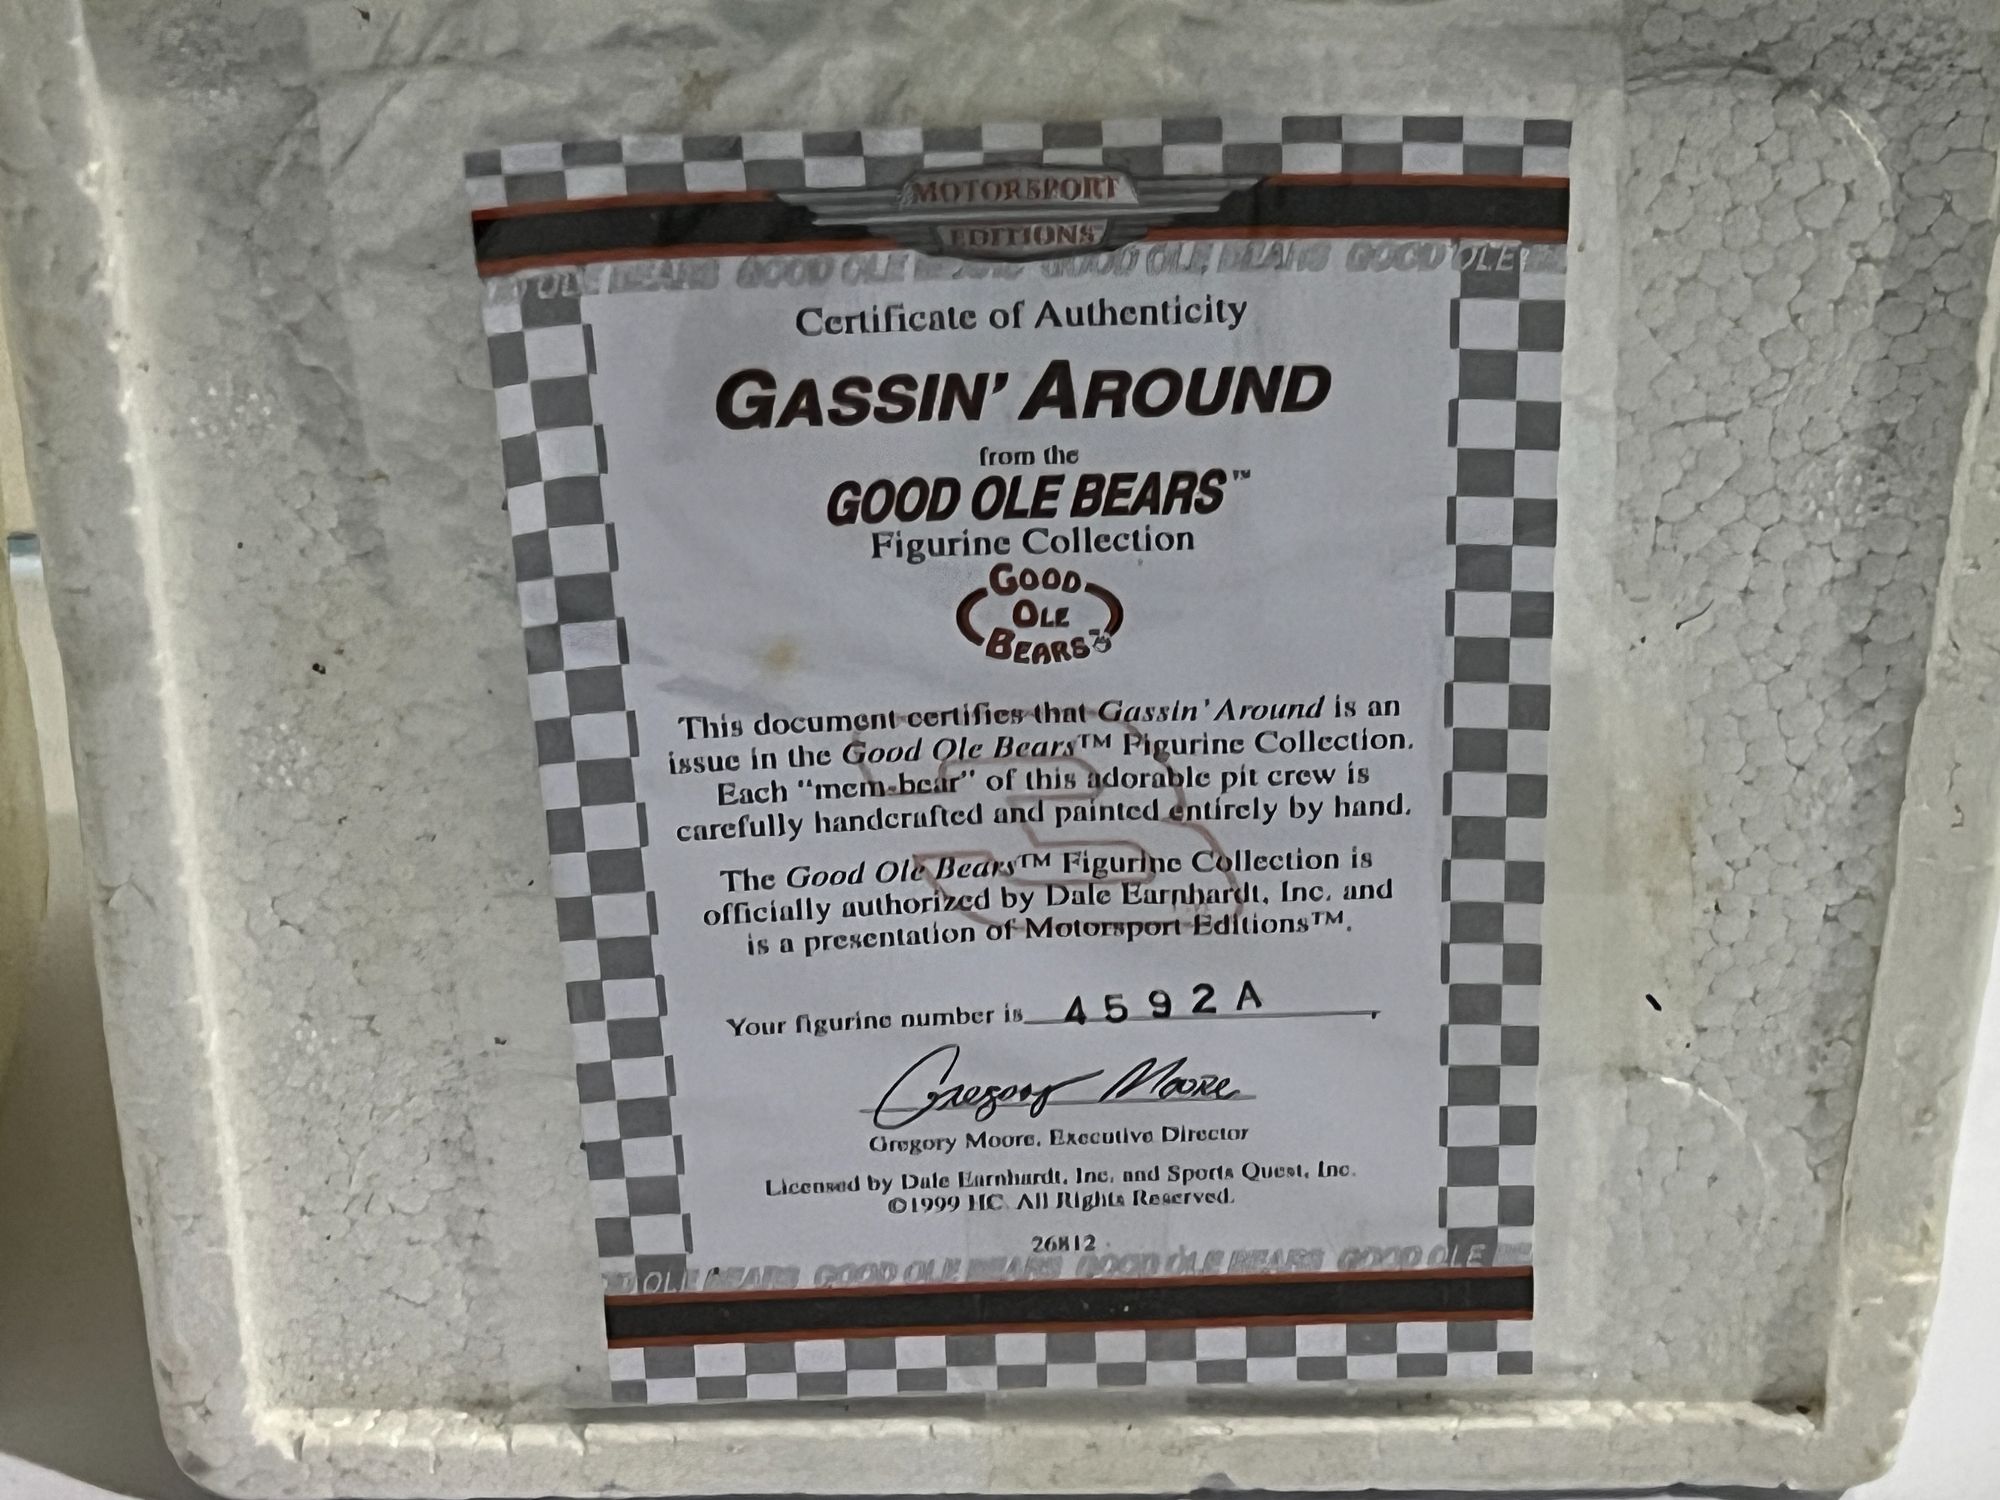 MOTORSPORT
EDITIONS
OLE BEARS GOOD OLE BEARS GOOD OLE BEARS GOOD OLE
Certificate of Authenticity
GASSIN' AROUND
from the
GOOD OLE BEARS™
Figurine Collection
GOOD
OLE
BEARS
This document certifies that Gassin' Around is an
issue in the Good Ole Bears™ Figurine Collection.
Each "mem-bear" of this adorable pit crew is
carefully handcrafted and painted entirely by hand.
The Good Ole Bears™ Figurine Collection is
officially authorized by Dale Earnhardt, Inc. and
is a presentation of Motorsport Editions™.
Your figurine number is 4592A
Gregory Moore
Gregory Moore, Executive Director
Licensed by Dale Earnhardt, Inc. and Sports Quest, Inc.
©1999 HC. All Rights Reserved.
26812
OLE BEARS GOOD OLE BEARS GOOD OLE BEARS GOOD OLE